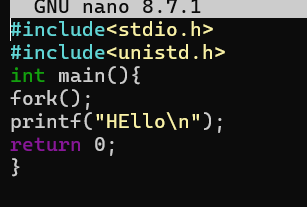 GNU nano 8.7.1
#include<stdio.h>
#include<unistd.h>
int main(){
fork();
printf("HEllo\n");
return 0;
}